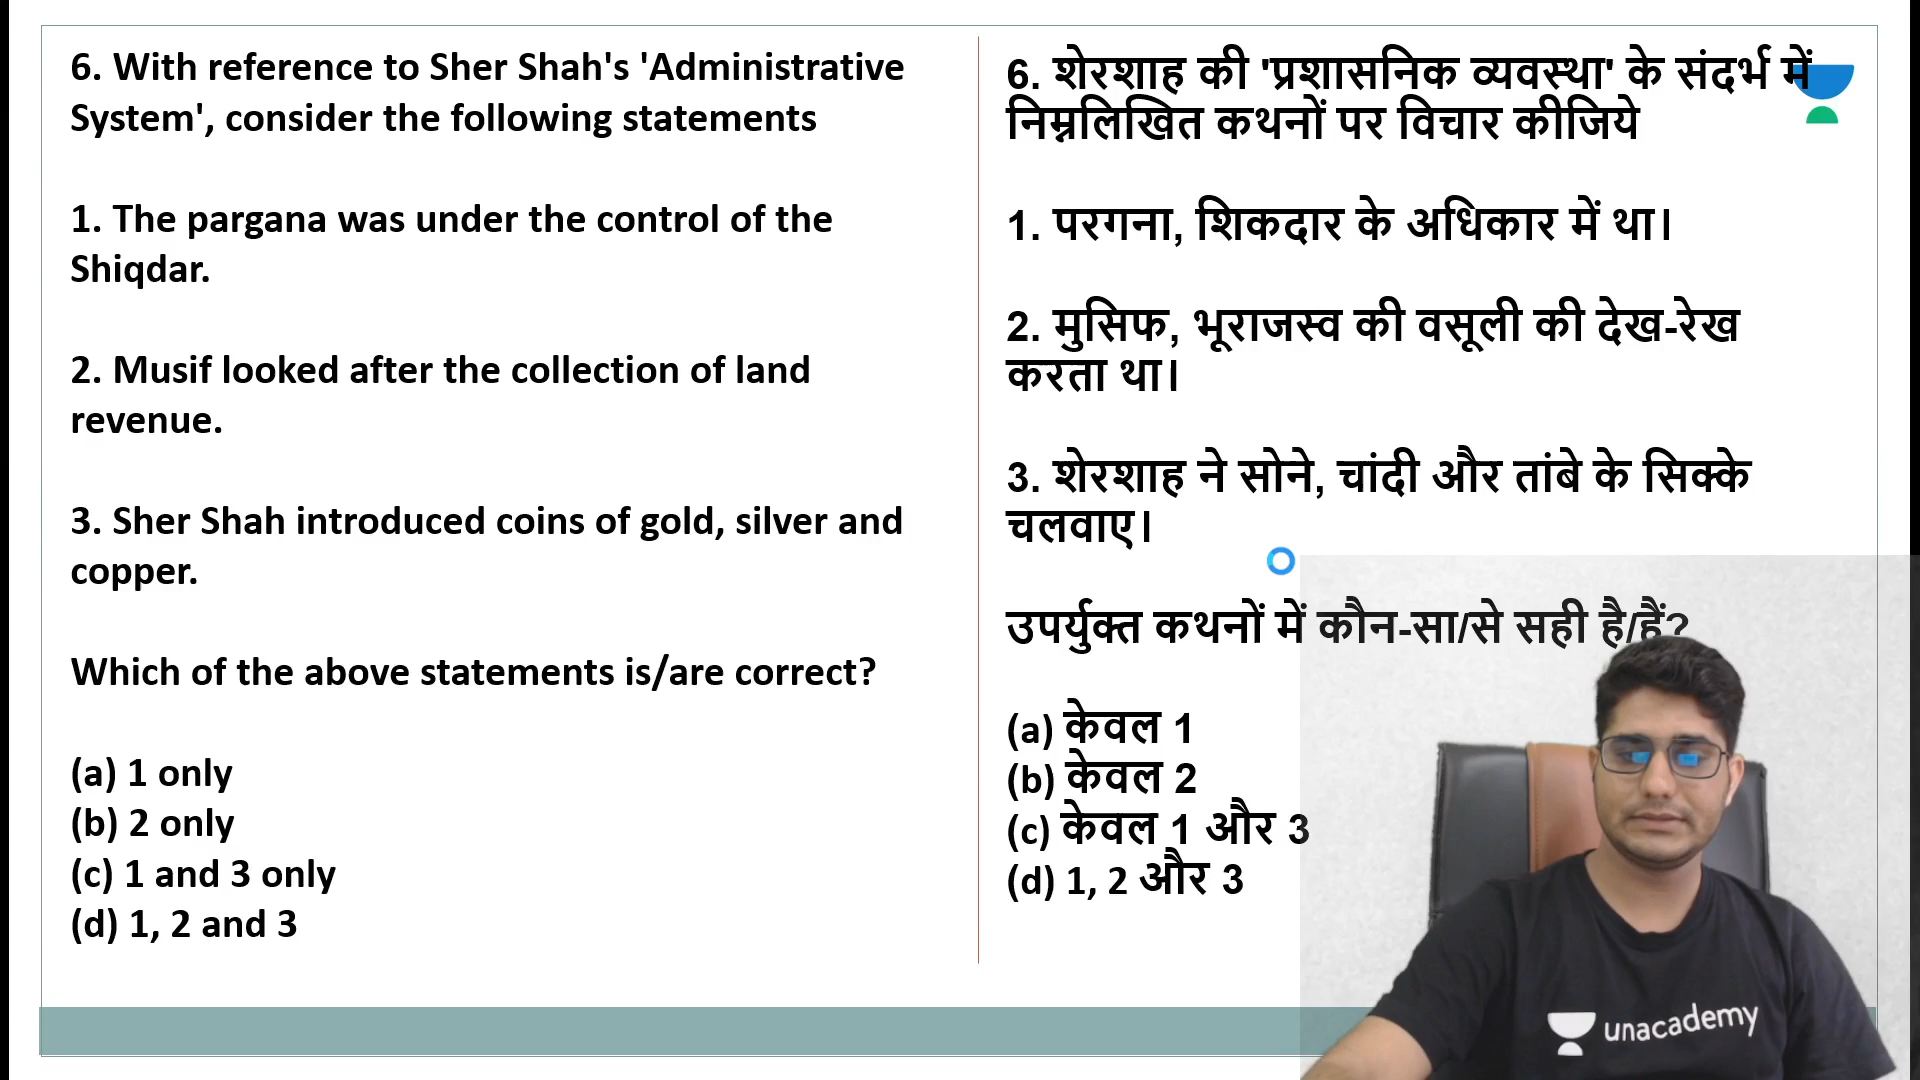 6. With reference to Sher Shah's 'Administrative
System', consider the following statements
1. The pargana was under the control of the
Shiqdar.
2. Musif looked after the collection of land
revenue.
3. Sher Shah introduced coins of gold, silver and
copper.
Which of the above statements is/are correct?
(a) 1 only
(b) 2 only
(c) 1 and 3 only
(d) 1, 2 and 3
6. शेरशाह की 'प्रशासनिक व्यवस्था' के संदर्भ में
निम्नलिखित कथनों पर विचार कीजिये
1. परगना, शिकदार के अधिकार में था।
2. मुसिफ, भूराजस्व की वसूली की देख-रेख
करता था।
3. शेरशाह ने सोने, चांदी और तांबे के सिक्के
चलवाए।
उपर्युक्त कथनों में कौन-सा/से सही है/हैं?
(a) केवल 1
(b) केवल 2
(c) केवल 1 और 3
(d) 1, 2 और 3
unacademy